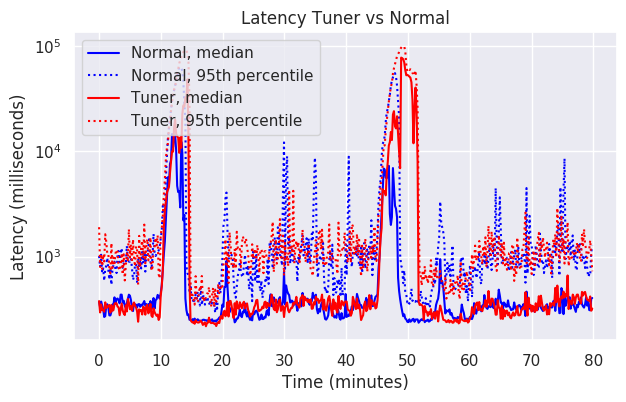 Latency Tuner vs Normal
Latency (milliseconds)
10^5
10^4
10^3
Normal, median
Normal, 95th percentile
Tuner, median
Tuner, 95th percentile
0 10 20 30 40 50 60 70 80
Time (minutes)